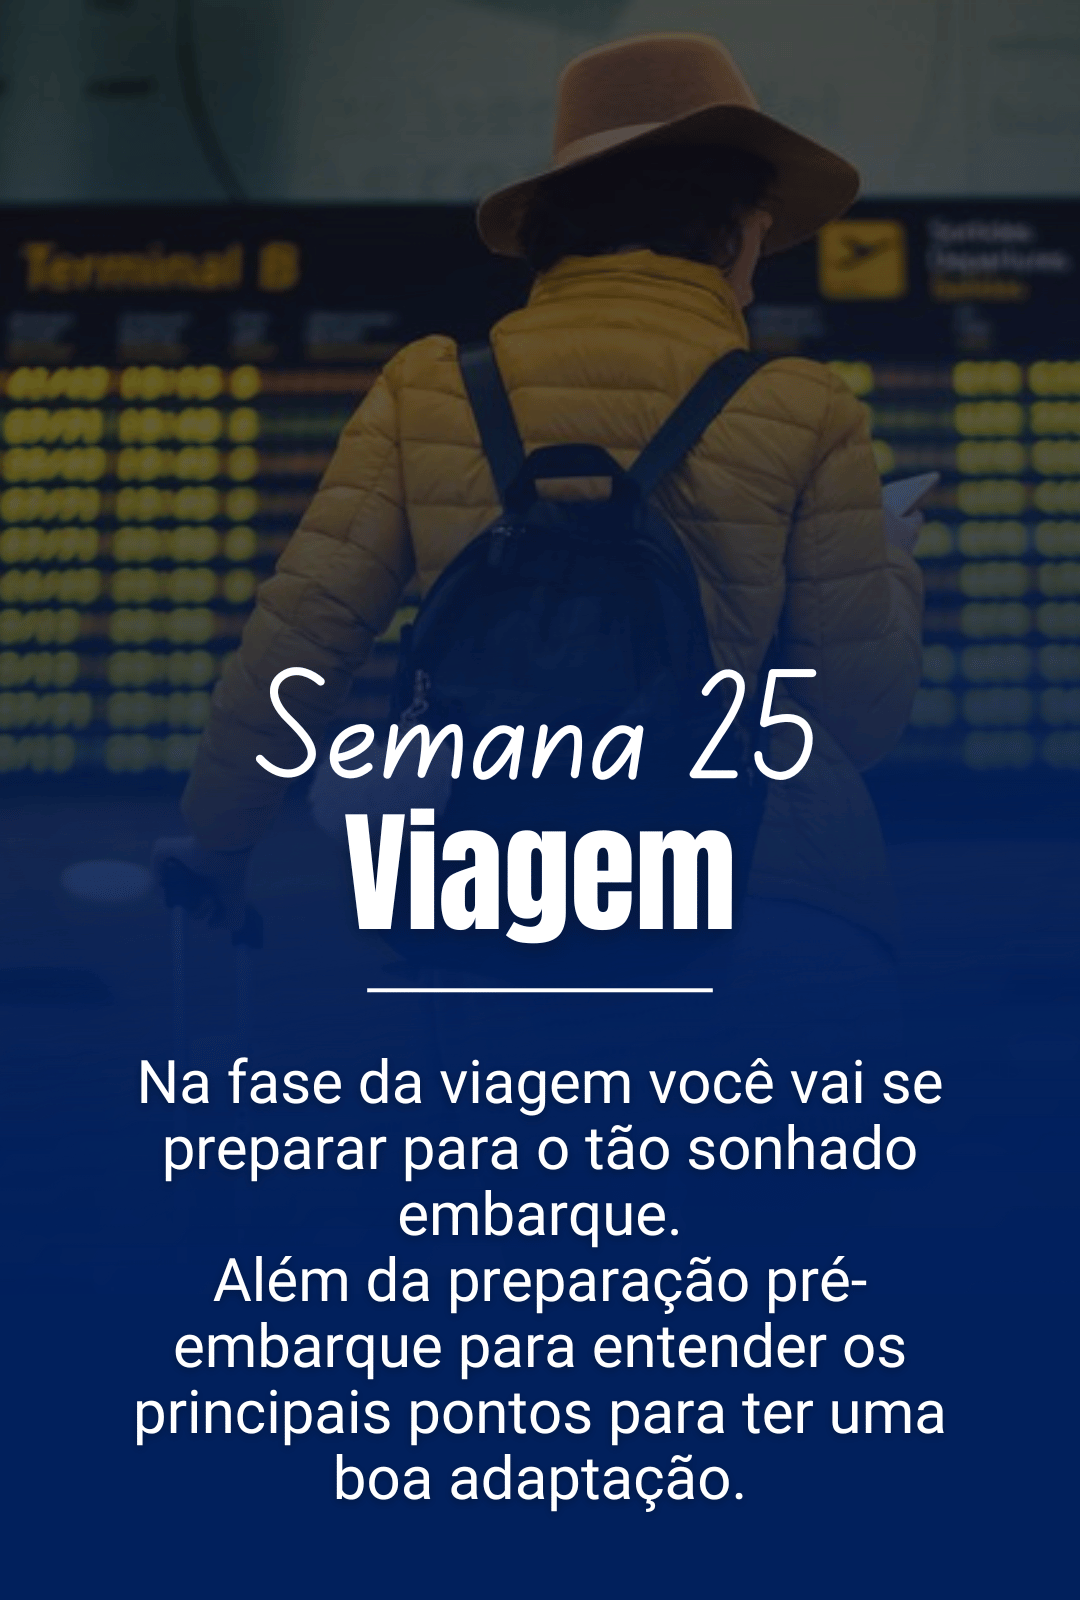 Terminal B
Departures
Semana 25
Viagem
Na fase da viagem você vai se
preparar para o tão sonhado
embarque.
Além da preparação pré-
embarque para entender os
principais pontos para ter uma
boa adaptação.